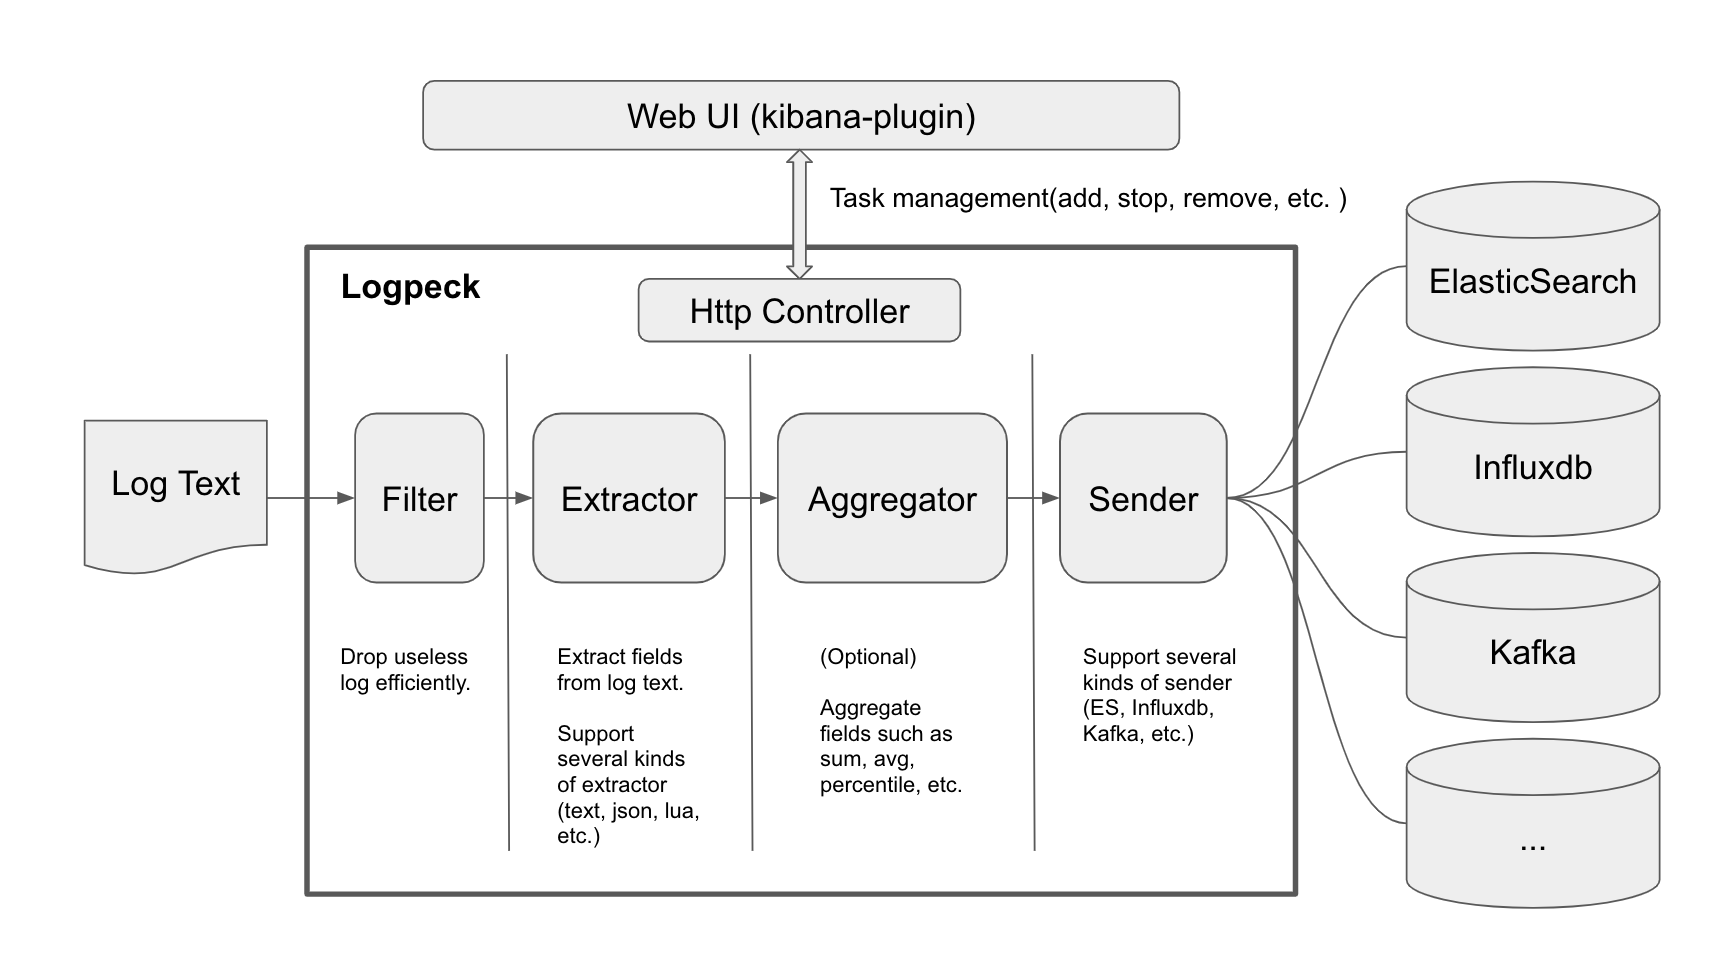 Web UI (kibana-plugin)
Task management(add, stop, remove, etc. )
Logpeck
Http Controller
Log Text
Filter
Extractor
Aggregator
Sender
Drop useless
log efficiently.
Extract fields
from log text.
Support
several kinds
of extractor
(text, json, lua,
etc.)
(Optional)
Aggregate
fields such as
sum, avg,
percentile, etc.
Support several
kinds of sender
(ES, Influxdb,
Kafka, etc.)
ElasticSearch
Influxdb
Kafka
...